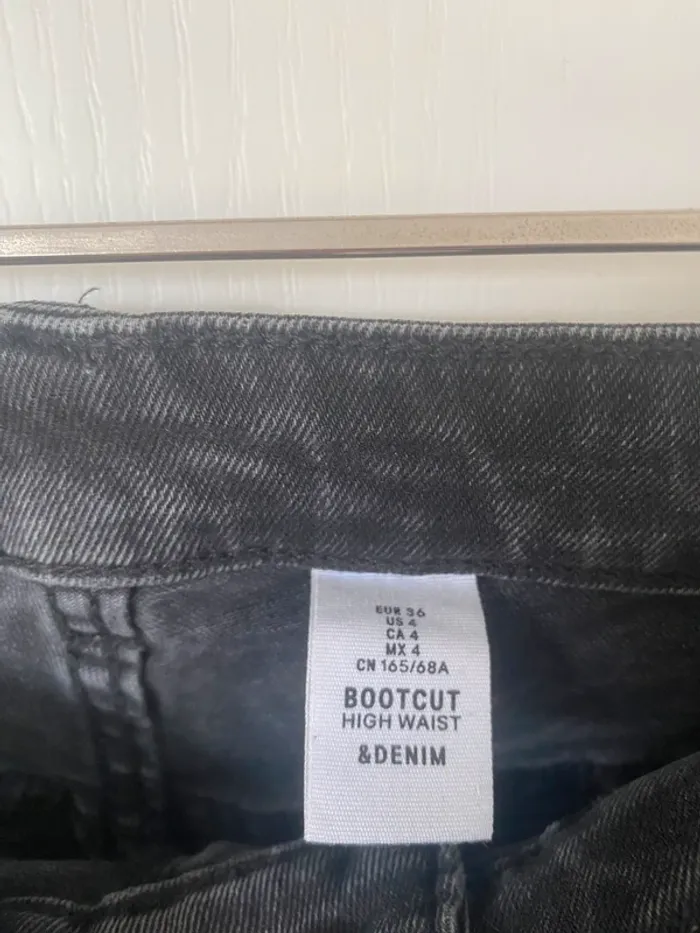 EUR 36
US 4
CA 4
MX 4
CN 165/68A
BOOTCUT
HIGH WAIST
&DENIM